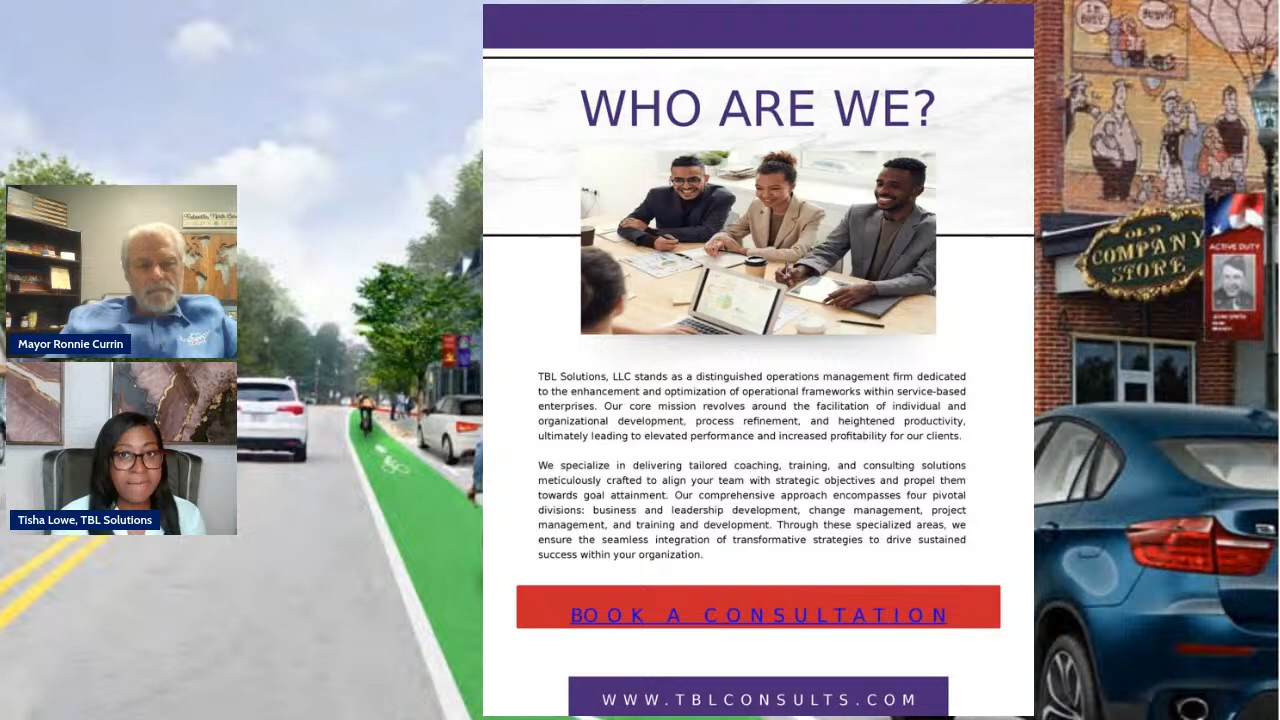 I'm
BUSY.
BUSY!!
WHO ARE WE?
OLD
COMPANY
STORE
ACTIVE DUTY
Mayor Ronnie Currin
TBL Solutions, LLC stands as a distinguished operations management firm dedicated
to the enhancement and optimization of operational frameworks within service-based
enterprises. Our core mission revolves around the facilitation of individual and
organizational development, process refinement, and heightened productivity,
ultimately leading to elevated performance and increased profitability for our clients.
We specialize in delivering tailored coaching, training, and consulting solutions
meticulously crafted to align your team with strategic objectives and propel them
towards goal attainment. Our comprehensive approach encompasses four pivotal
divisions: business and leadership development, change management, project
management, and training and development. Through these specialized areas, we
ensure the seamless integration of transformative strategies to drive sustained
success within your organization.
Tisha Lowe, TBL Solutions
BOOK A CONSULTATION
WWW.TBLCONSULTS.COM